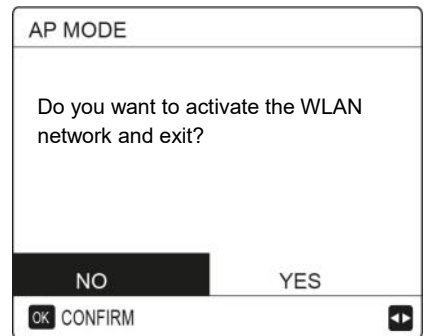 AP MODE
Do you want to activate the WLAN
network and exit?
NO YES
OK CONFIRM